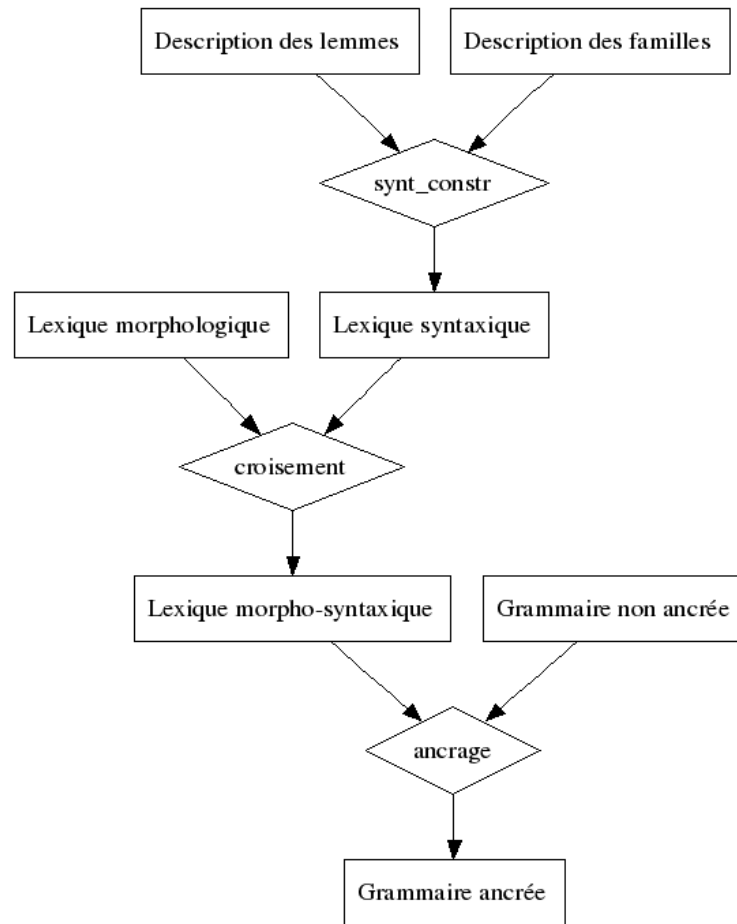 Description des lemmes
Description des familles
synt_constr
Lexique morphologique
Lexique syntaxique
croisement
Lexique morpho-syntaxique
Grammaire non ancrée
ancrage
Grammaire ancrée